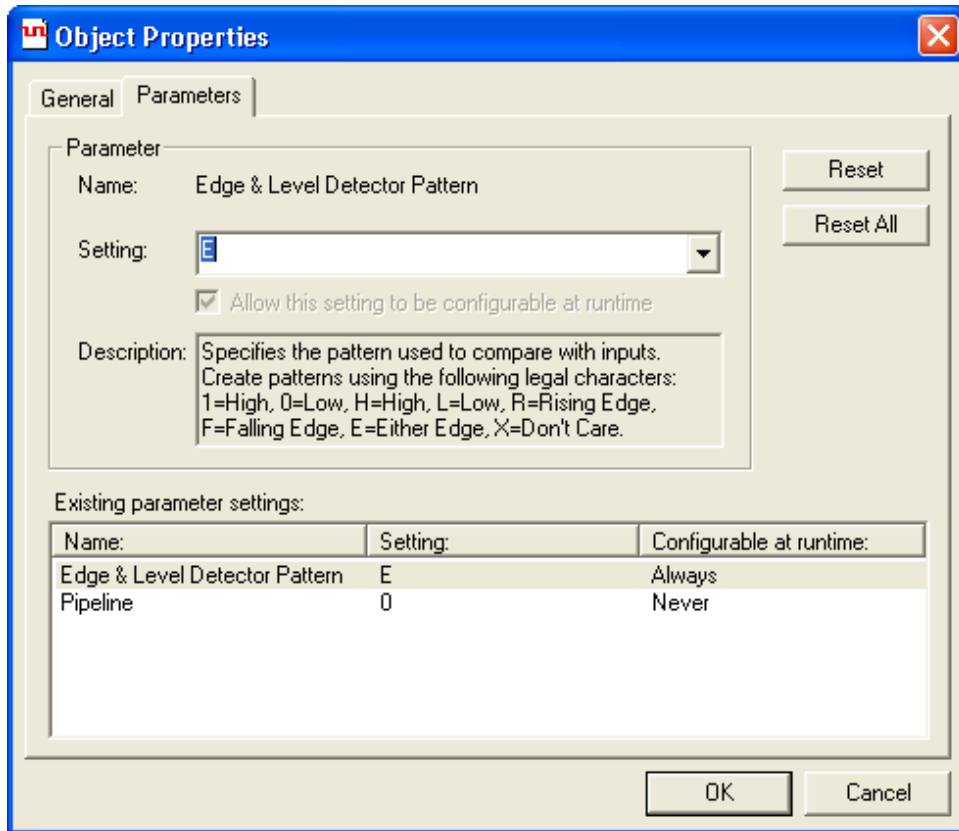 Object Properties
General Parameters
Parameter
Name: Edge & Level Detector Pattern
Reset
Reset All
Setting: E
Allow this setting to be configurable at runtime
Description: Specifies the pattern used to compare with inputs.
Create patterns using the following legal characters:
1=High, 0=Low, H=High, L=Low, R=Rising Edge,
F=Falling Edge, E=Either Edge, X=Don't Care.
Existing parameter settings:
Name: Setting: Configurable at runtime:
Edge & Level Detector Pattern E Always
Pipeline 0 Never
OK Cancel